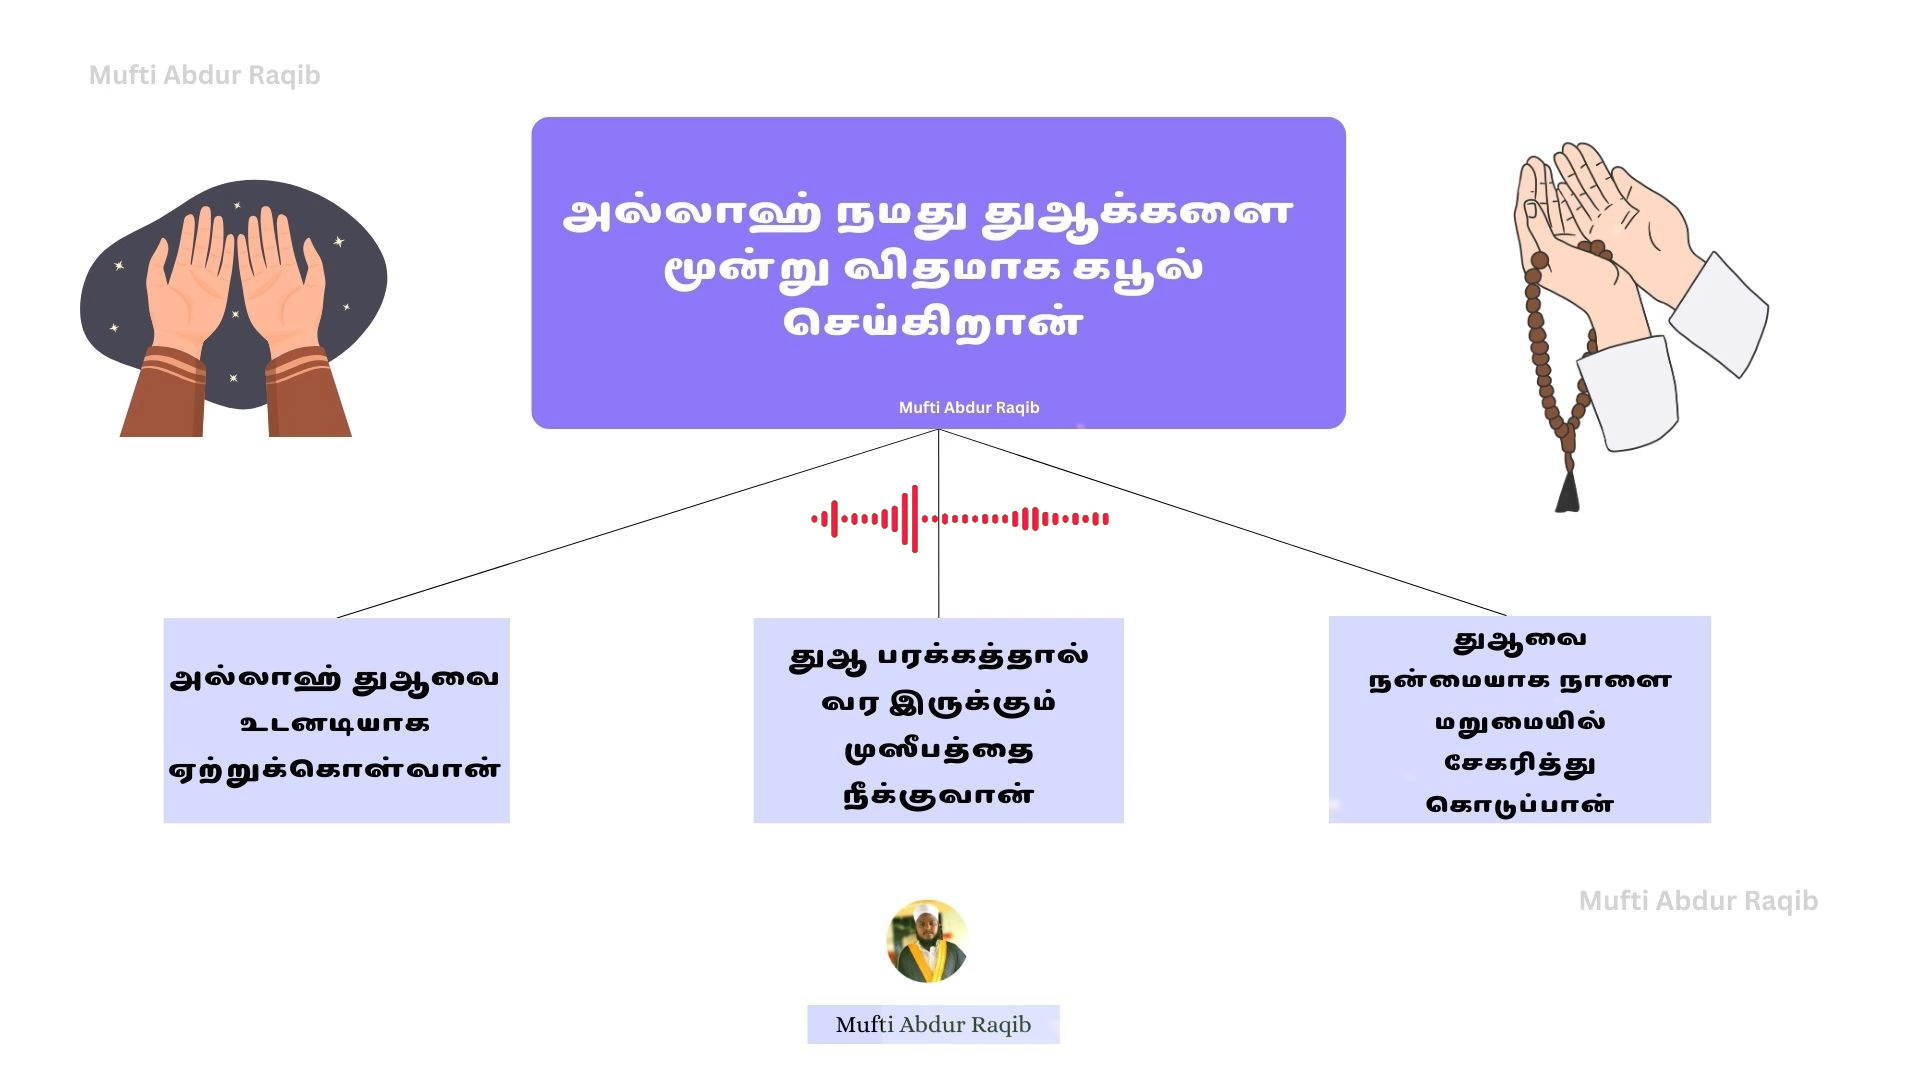 Mufti Abdur Raqib
அல்லாஹ் நமது துஆக்களை
மூன்று விதமாக கபூல்
செய்கிறான்
Mufti Abdur Raqib
அல்லாஹ் துஆவை
உடனடியாக
ஏற்றுக்கொள்வான்
துஆ பரக்கத்தால்
வர இருக்கும்
முஸீபத்தை
நீக்குவான்
துஆவை
நன்மையாக நாளை
மறுமையில்
சேகரித்து
கொடுப்பான்
Mufti Abdur Raqib
Mufti Abdur Raqib